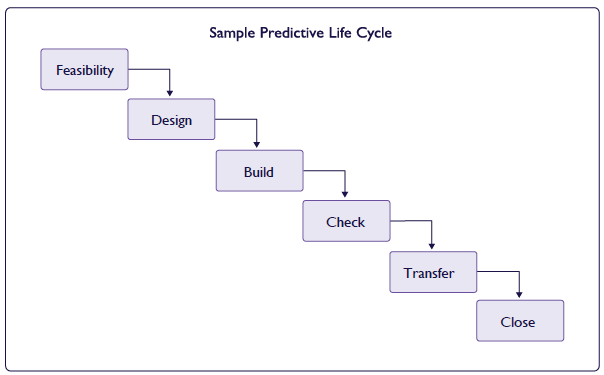 Sample Predictive Life Cycle
Feasibility
Design
Build
Check
Transfer
Close